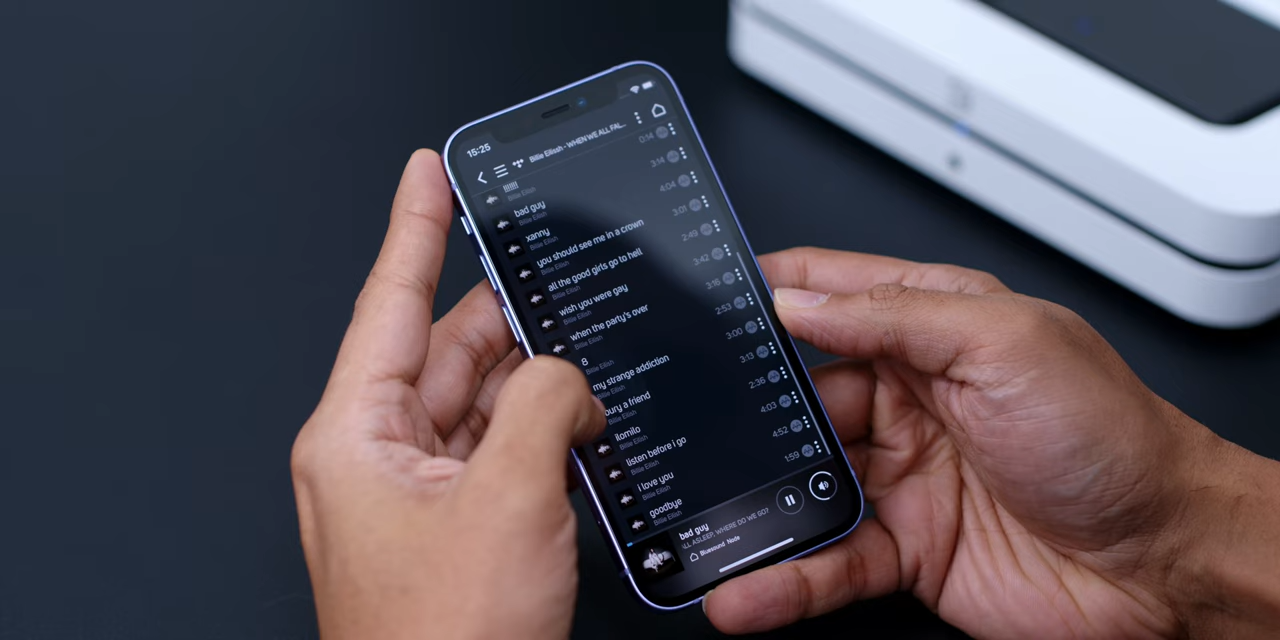 15:25
Billie Eilish - WHEN WE ALL FAL...
!!!!!!!
Billie Eilish
0:14
bad guy
Billie Eilish
3:14
xanny
Billie Eilish
4:04
you should see me in a crown
Billie Eilish
3:01
all the good girls go to hell
Billie Eilish
2:49
wish you were gay
Billie Eilish
3:42
when the party's over
Billie Eilish
3:16
8
Billie Eilish
2:53
my strange addiction
Billie Eilish
3:00
bury a friend
Billie Eilish
3:13
ilomilo
Billie Eilish
2:36
listen before i go
Billie Eilish
4:03
i love you
Billie Eilish
4:52
goodbye
Billie Eilish
1:59
bad guy
ALL ASLEEP, WHERE DO WE GO?
Bluesound Node